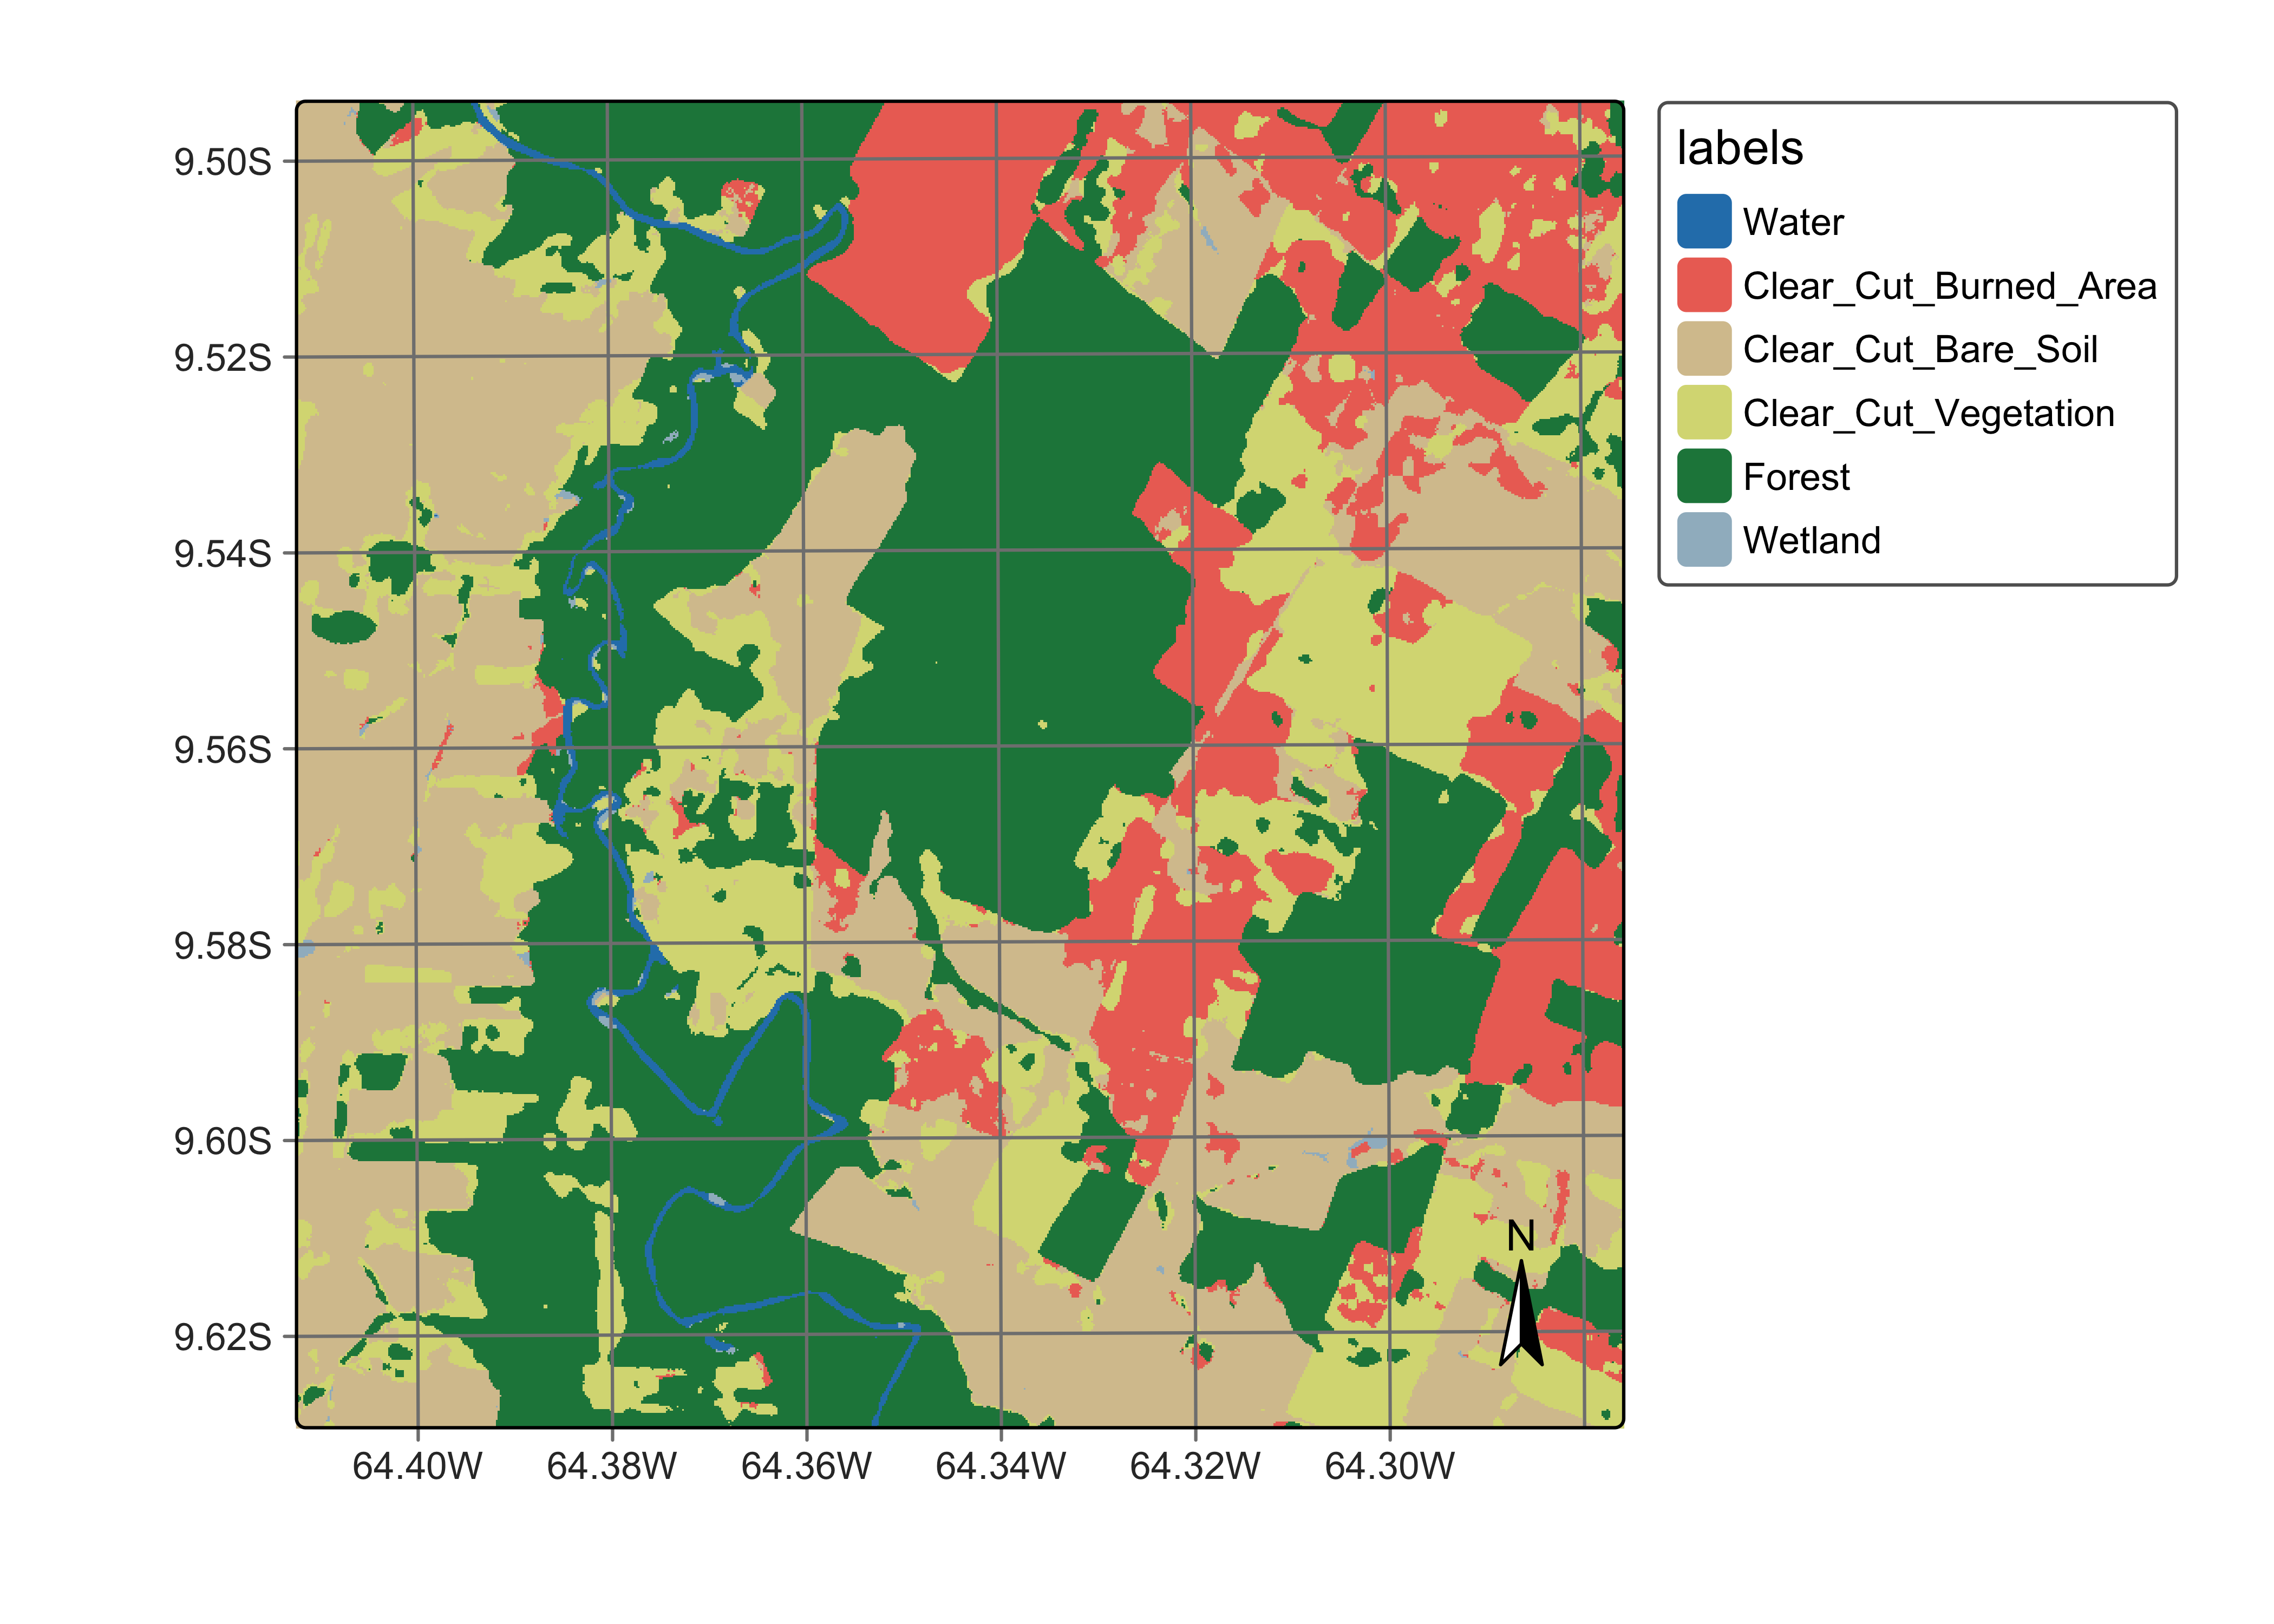 labels
Water
Clear_Cut_Burned_Area
Clear_Cut_Bare_Soil
Clear_Cut_Vegetation
Forest
Wetland
9.50S
9.52S
9.54S
9.56S
9.58S
9.60S
9.62S
N
64.40W 64.38W 64.36W 64.34W 64.32W 64.30W